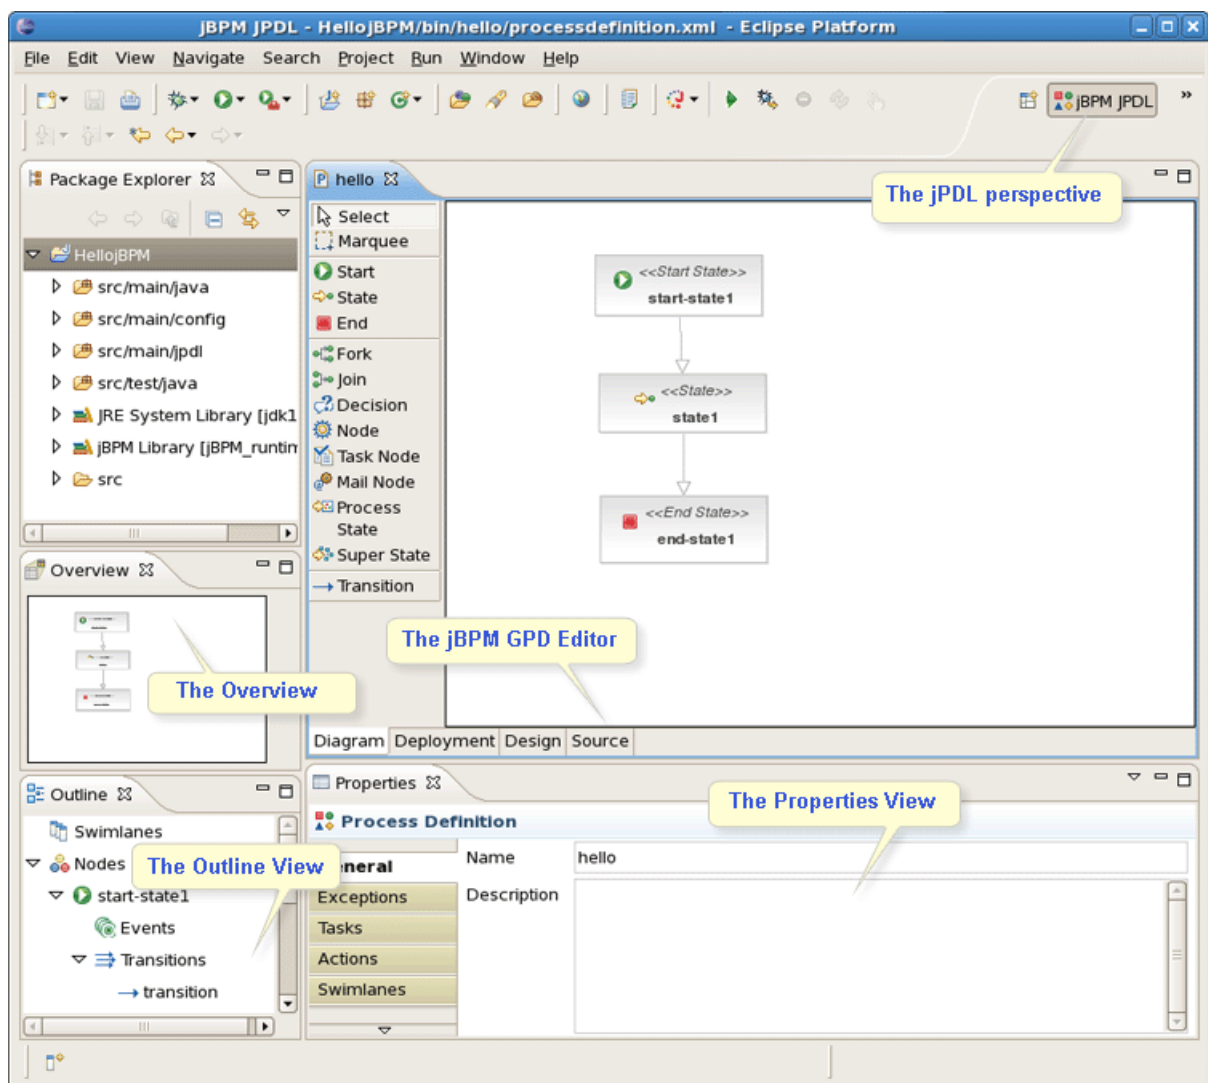 jBPM JPDL - HellojBPM/bin/hello/processdefinition.xml - Eclipse Platform
File Edit View Navigate Search Project Run Window Help
jBPM JPDL
Package Explorer
HellojBPM
src/main/java
src/main/config
src/main/jpdl
src/test/java
JRE System Library [jdk1
jBPM Library [jBPM_runtin
src
hello
The jPDL perspective
Select
Marquee
Start
State
End
Fork
Join
Decision
Node
Task Node
Mail Node
Process
State
Super State
Transition
<<Start State>>
start-state1
<<State>>
state1
<<End State>>
end-state1
The jBPM GPD Editor
Diagram Deployment Design Source
Overview
The Overview
Outline
Swimlanes
Nodes
The Outline View
start-state1
Events
Transitions
transition
Properties
The Properties View
Process Definition
eneral
Exceptions
Tasks
Actions
Swimlanes
Name hello
Description